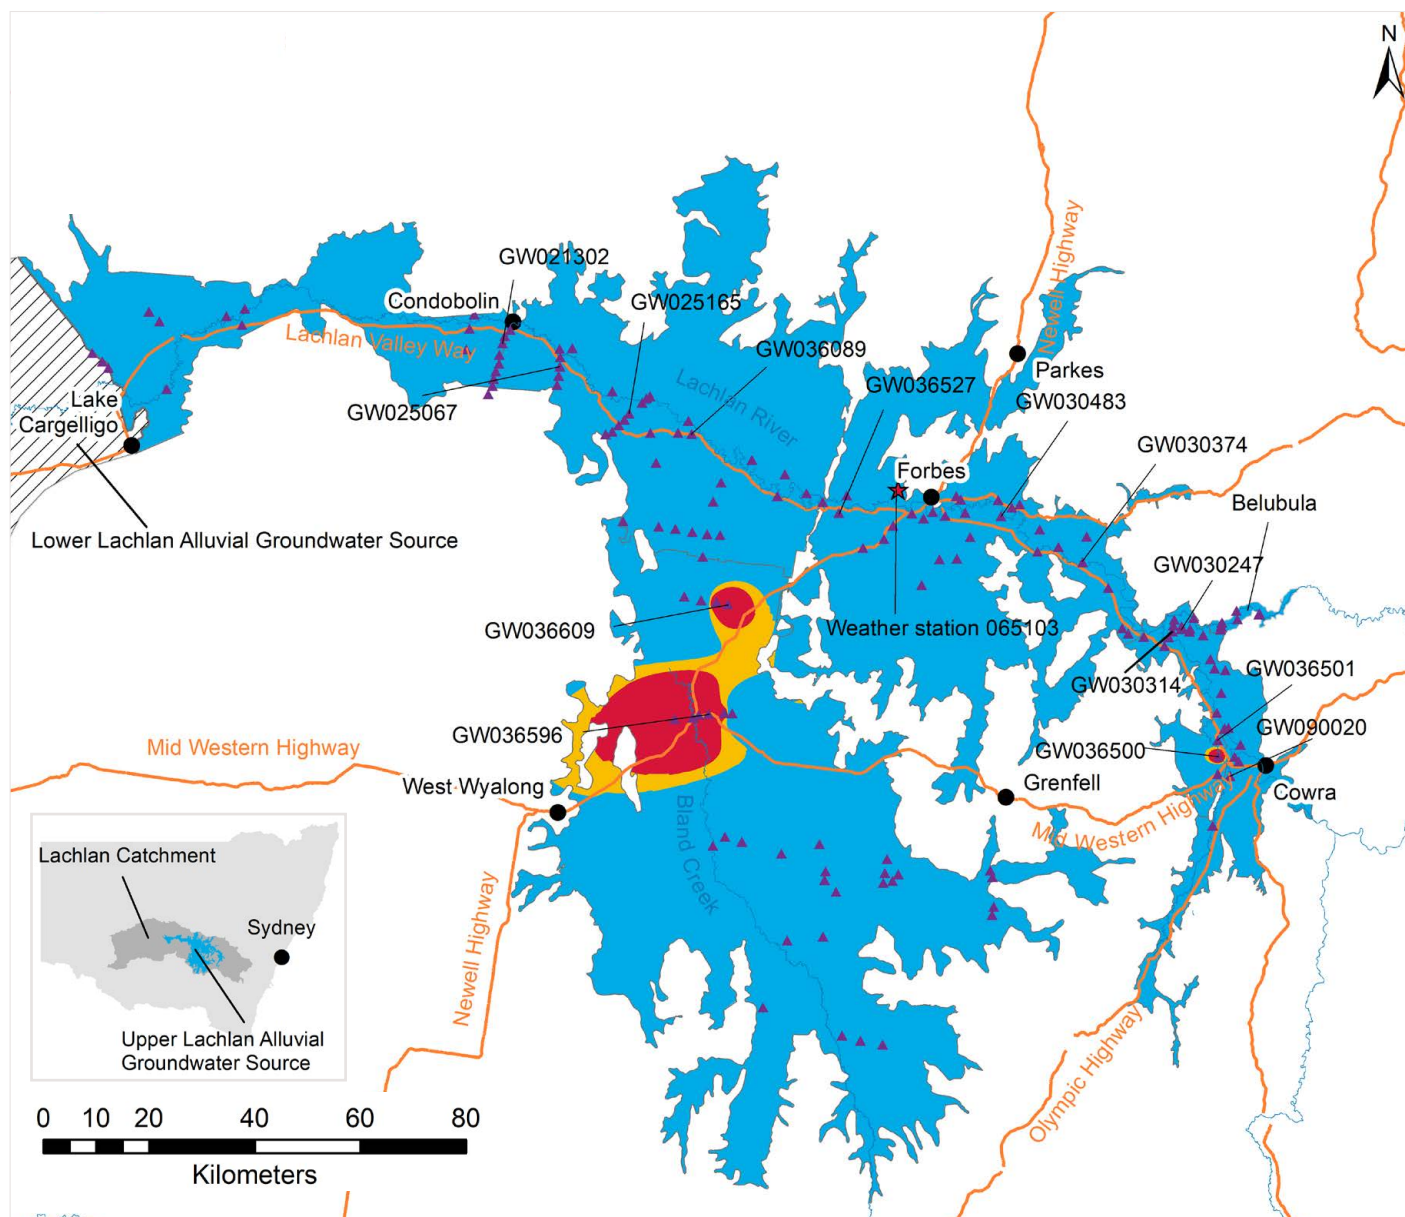 N
Newell Highway
GW021302
Condobolin
GW025165
Lachlan Valley Way
GW036089
Lachlan River
GW036527
Parkes
GW030483
Lake
Cargelligo
GW025067
GW030374
Forbes
Belubula
Lower Lachlan Alluvial Groundwater Source
GW030247
GW036609
Weather station 065103
GW030314
GW036501
GW036596
GW090020
GW036500
Mid Western Highway
West Wyalong
Grenfell
Cowra
Mid Western Highway
Bland Creek
Lachlan Catchment
Sydney
Newell Highway
Upper Lachlan Alluvial
Groundwater Source
Olympic Highway
0 10 20 40 60 80
Kilometers